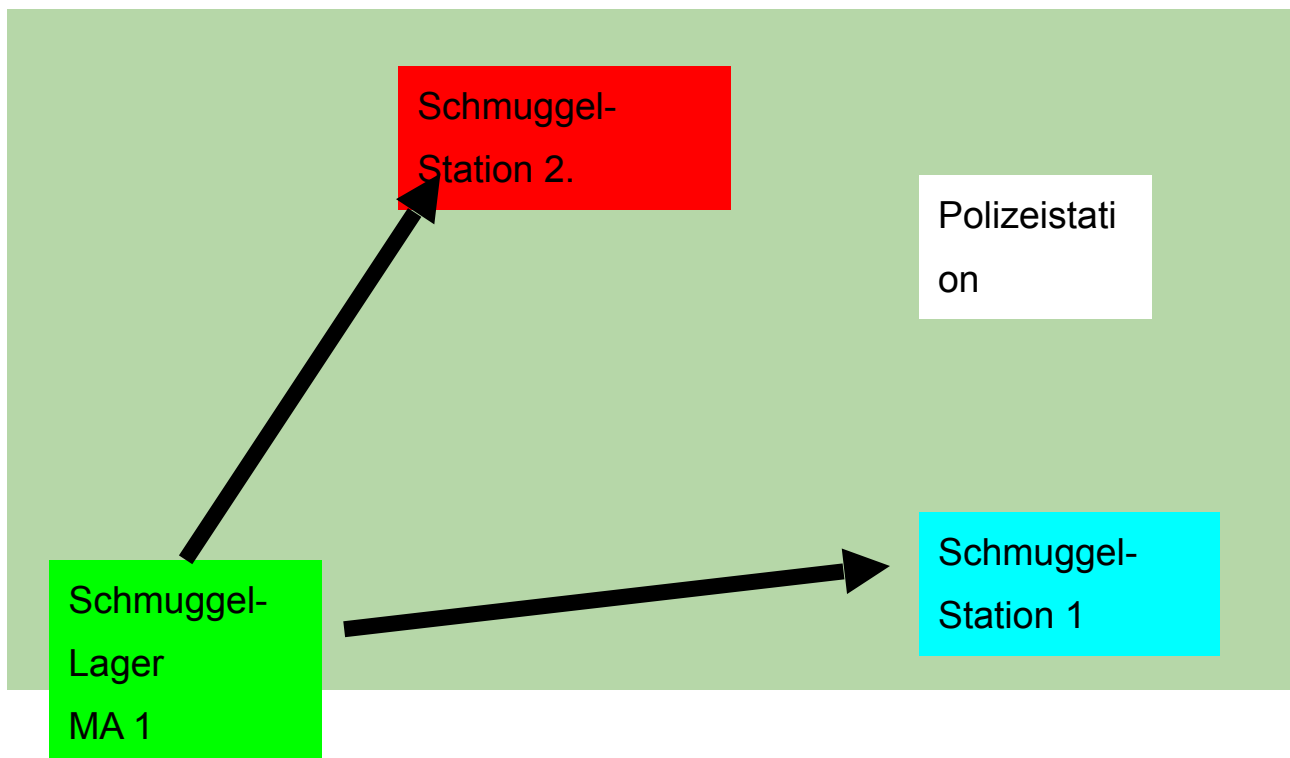 Schmuggel-
Station 2.
Polizeistati
on
Schmuggel-
Station 1
Schmuggel-
Lager
MA 1